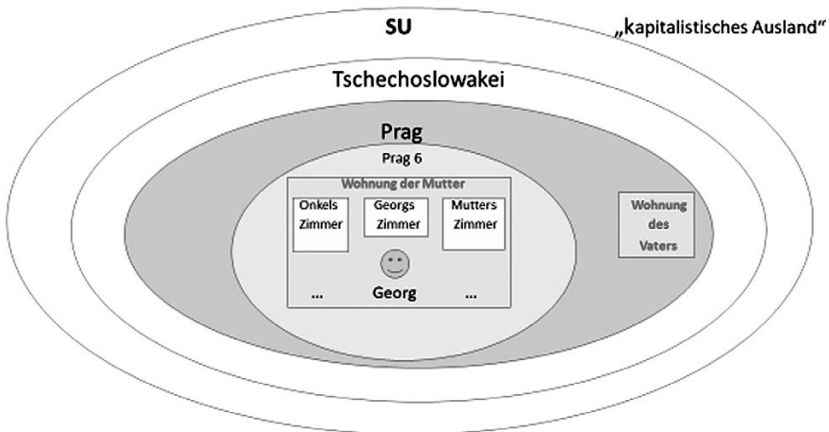 SU
„kapitalistisches Ausland“
Tschechoslowakei
Prag
Prag 6
Wohnung der Mutter
Onkels
Zimmer
Georgs
Zimmer
Mutters
Zimmer
Wohnung
des
Vaters
...
Georg
...